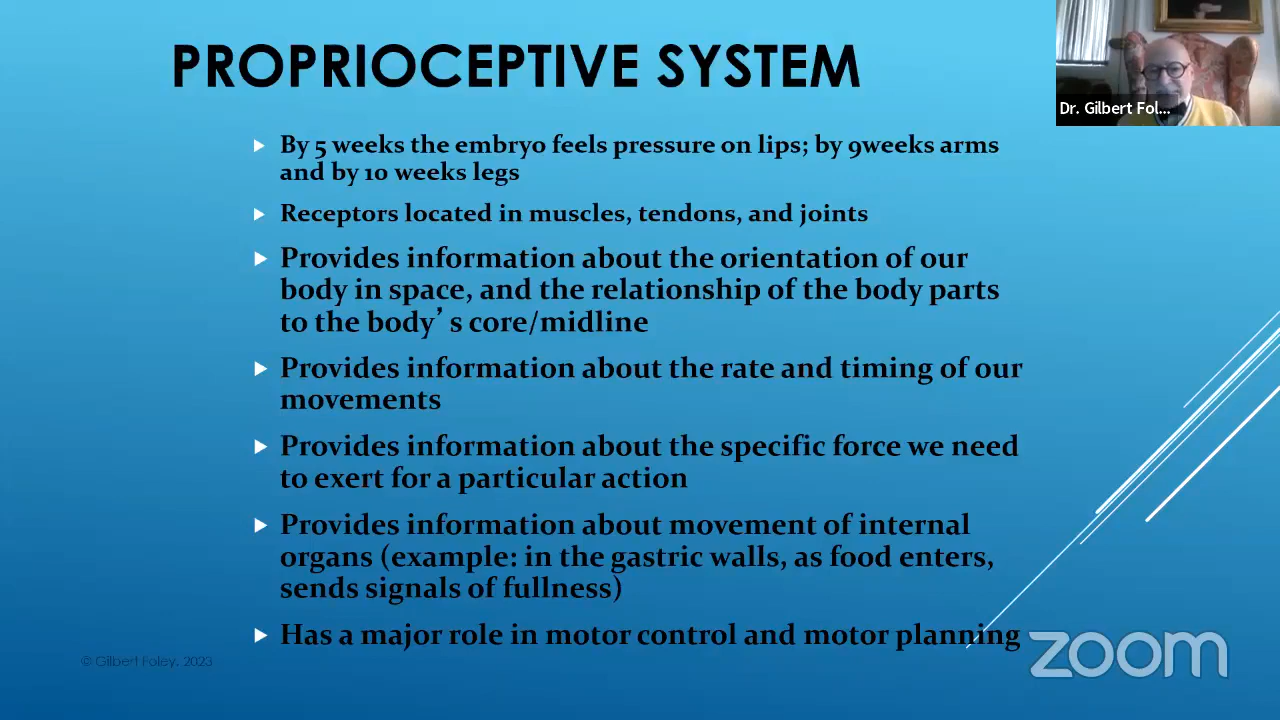 PROPRIOCEPTIVE SYSTEM
Dr. Gilbert Fol...
By 5 weeks the embryo feels pressure on lips; by 9weeks arms
and by 10 weeks legs
Receptors located in muscles, tendons, and joints
Provides information about the orientation of our
body in space, and the relationship of the body parts
to the body’s core/midline
Provides information about the rate and timing of our
movements
Provides information about the specific force we need
to exert for a particular action
Provides information about movement of internal
organs (example: in the gastric walls, as food enters,
sends signals of fullness)
Has a major role in motor control and motor planning
© Gilbert Foley, 2023
zoom